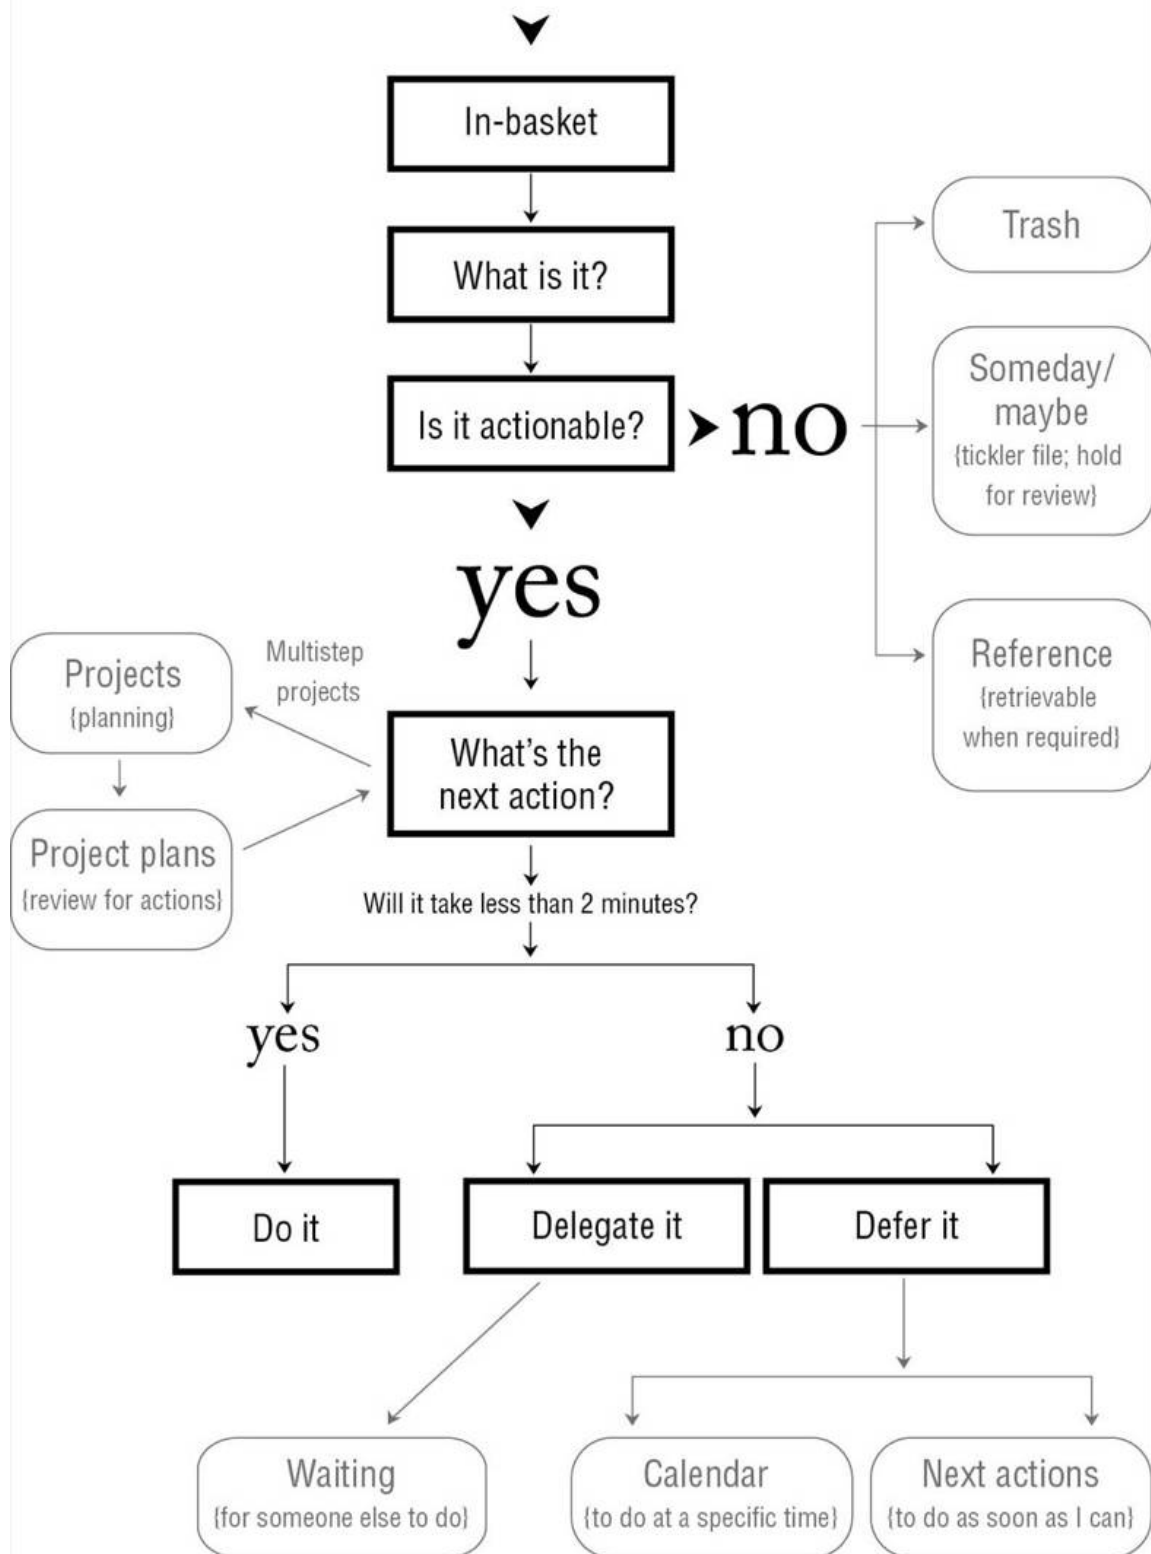 In-basket
What is it?
Trash
Is it actionable?
no
Someday/
maybe
{tickler file; hold
for review}
Reference
{retrievable
when required}
yes
Multistep
projects
Projects
{planning}
Project plans
{review for actions}
What's the
next action?
Will it take less than 2 minutes?
yes
no
Do it
Delegate it
Defer it
Waiting
{for someone else to do}
Calendar
{to do at a specific time}
Next actions
{to do as soon as I can}